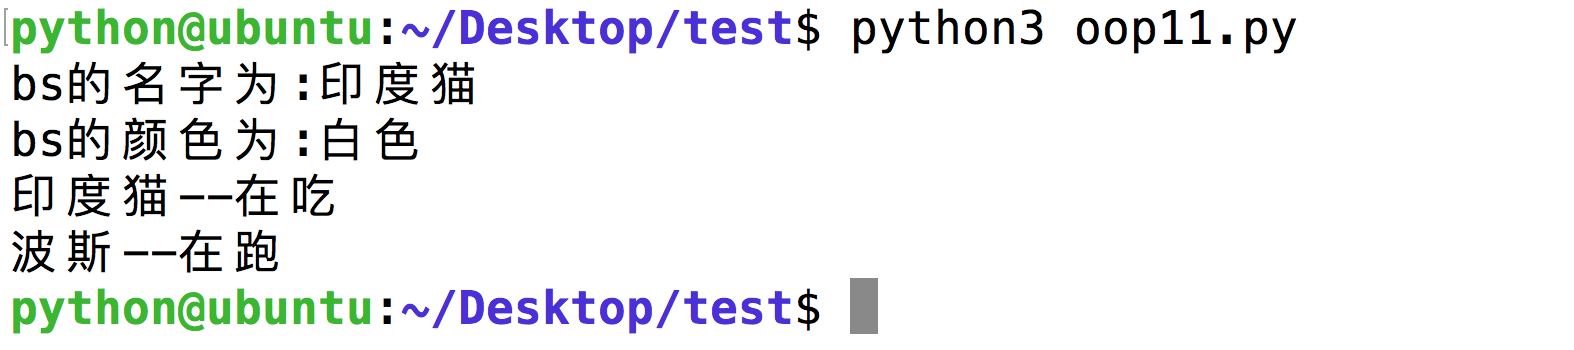 python@ubuntu:~/Desktop/test$ python3 oop11.py
bs的名字为:印度猫
bs的颜色为:白色
印度猫--在吃
波斯--在跑
python@ubuntu:~/Desktop/test$